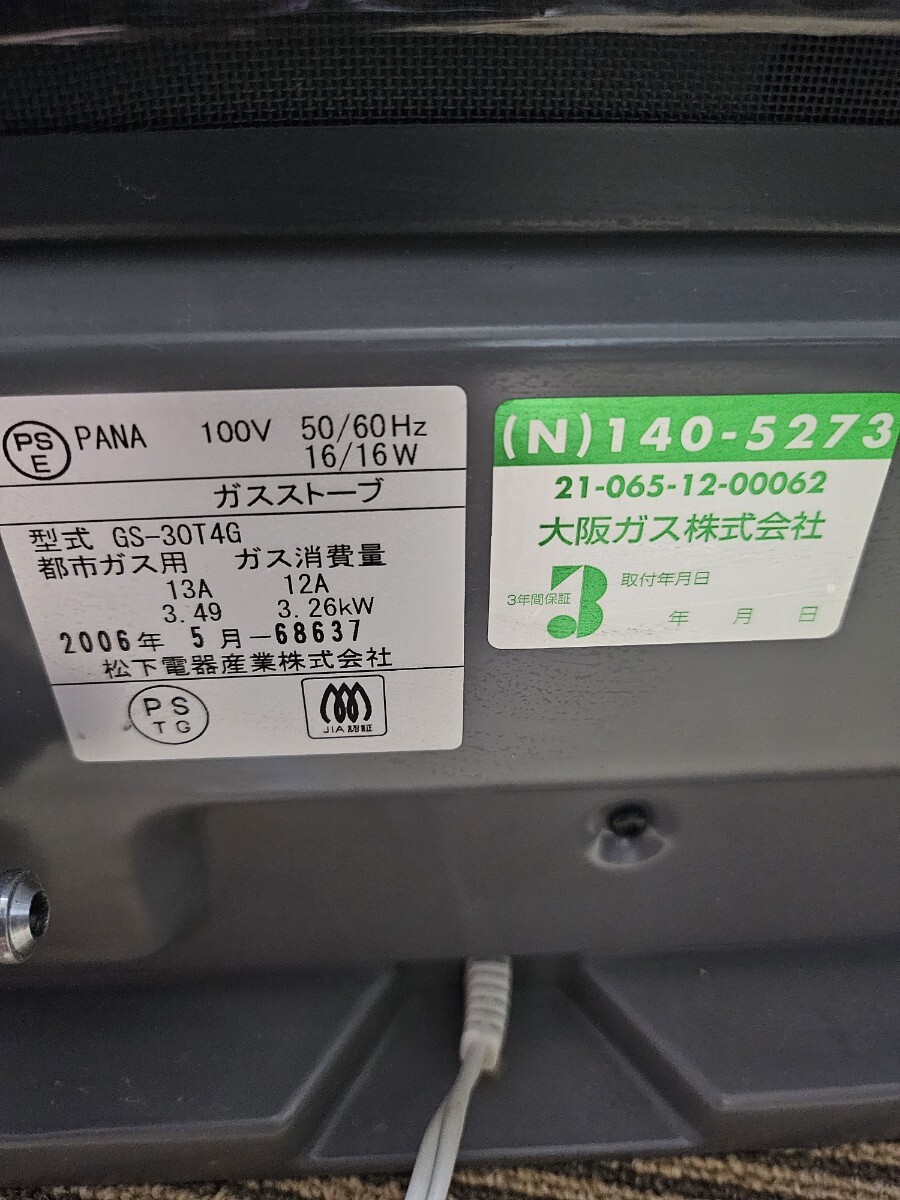 PS
E
PANA 100V 50/60Hz
16/16W
ガスストーブ
型式 GS-30T4G
都市ガス用 ガス消費量
13A 12A
3.49 3.26kW
2006年 5月-68637
松下電器産業株式会社
PS
TG
JIA認証
(N)140-5273
21-065-12-00062
大阪ガス株式会社
3年間保証
3
取付年月日
年 月 日